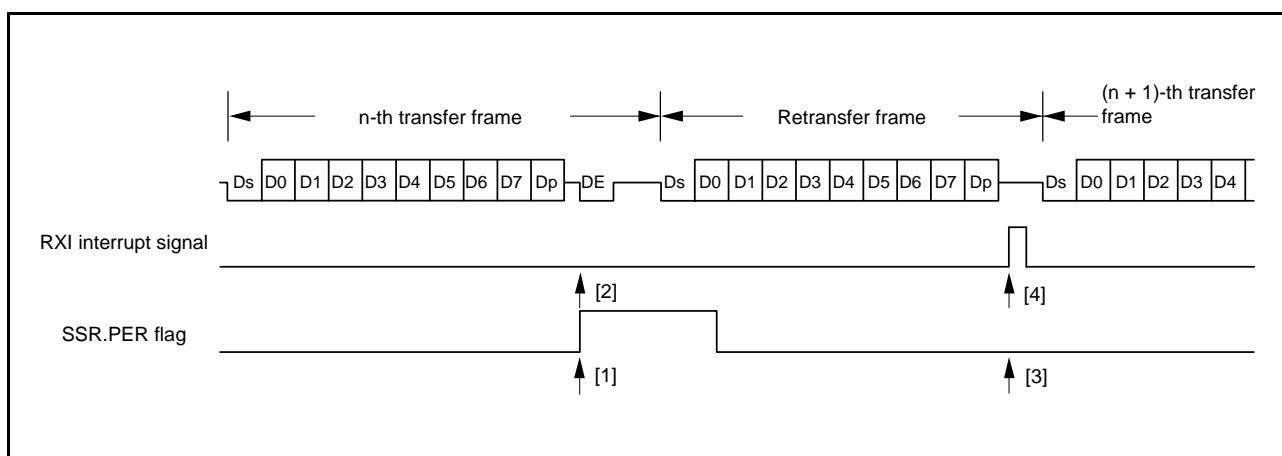 n-th transfer frame
Retransfer frame
(n + 1)-th transfer
frame
Ds D0 D1 D2 D3 D4 D5 D6 D7 Dp DE Ds D0 D1 D2 D3 D4 D5 D6 D7 Dp Ds D0 D1 D2 D3 D4
RXI interrupt signal
[2] [4]
SSR.PER flag
[1] [3]